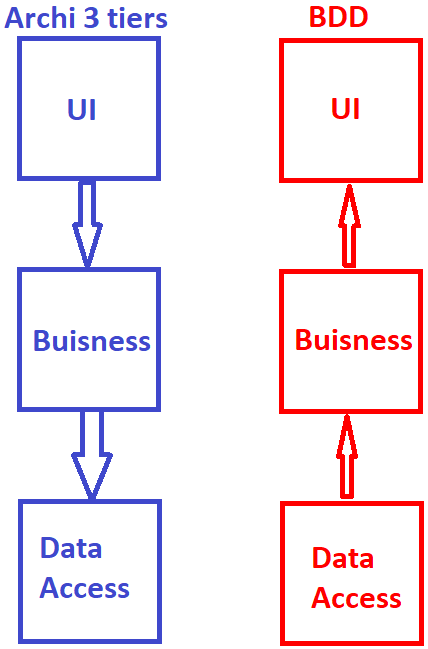 Archi 3 tiers
UI
Buisness
Data
Access
BDD
UI
Buisness
Data
Access